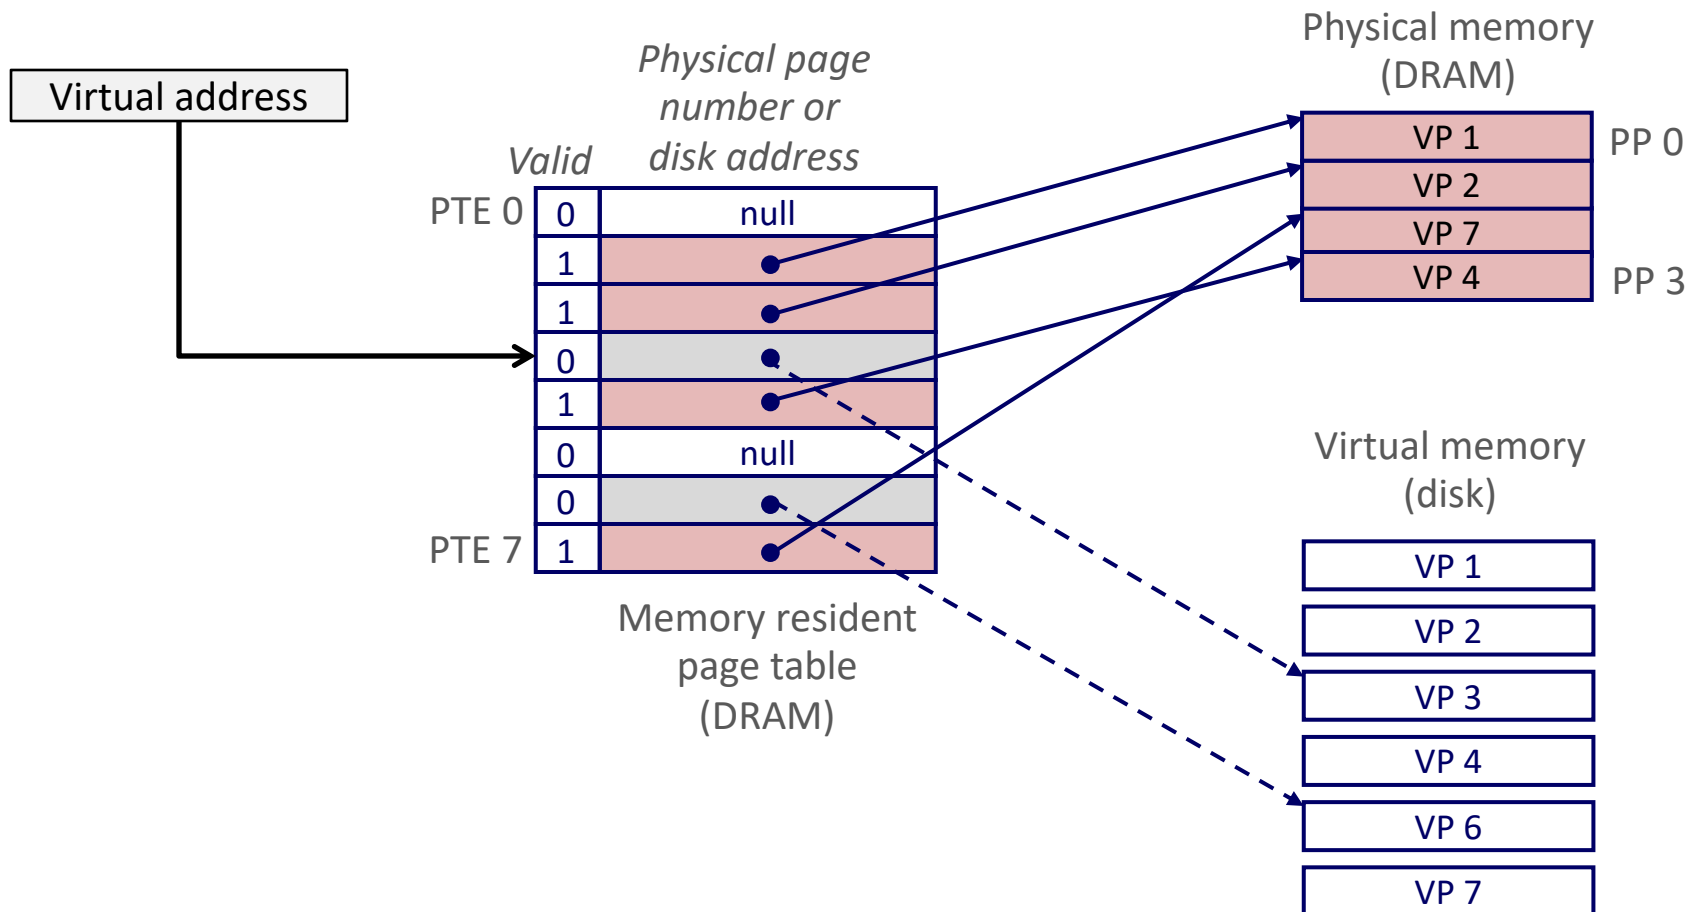 Virtual address
Physical page
number or
disk address
Valid
PTE 0
0
null
1
1
0
1
0
null
0
PTE 7
1
Memory resident
page table
(DRAM)
Physical memory
(DRAM)
VP 1
PP 0
VP 2
VP 7
VP 4
PP 3
Virtual memory
(disk)
VP 1
VP 2
VP 3
VP 4
VP 6
VP 7